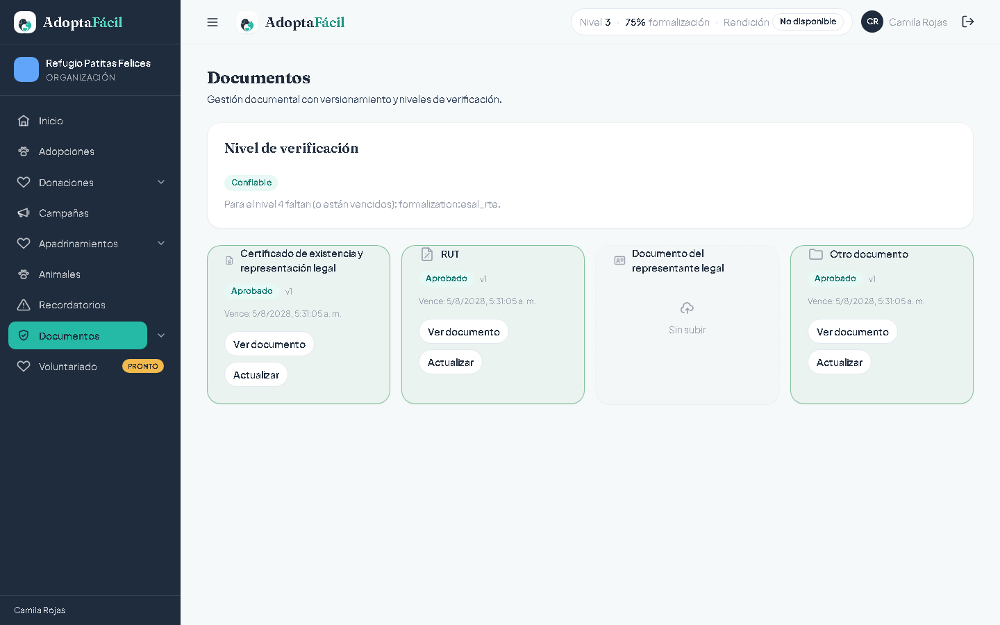 AdoptaFácil
AdoptaFácil
Nivel 3 · 75% formalización · Rendición No disponible
CR Camila Rojas
Refugio Patitas Felices
ORGANIZACIÓN
Inicio
Adopciones
Donaciones
Campañas
Apadrinamientos
Animales
Recordatorios
Documentos
Voluntariado PRONTO
Camila Rojas
Documentos
Gestión documental con versionamiento y niveles de verificación.
Nivel de verificación
Confiable
Para el nivel 4 faltan (o están vencidos): formalization:esal_rte.
Certificado de existencia y
representación legal
Aprobado v1
Vence: 5/8/2028, 5:31:05 a. m.
Ver documento
Actualizar
RUT
Aprobado v1
Vence: 5/8/2028, 5:31:05 a. m.
Ver documento
Actualizar
Documento del
representante legal
Sin subir
Otro documento
Aprobado v1
Vence: 5/8/2028, 5:31:05 a. m.
Ver documento
Actualizar